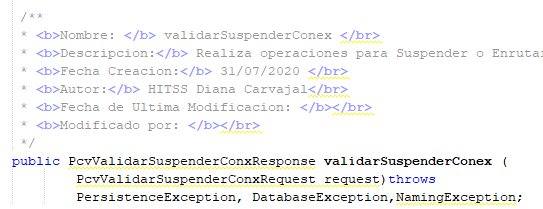 /**
* <b>Nombre: </b> validarSuspenderConex </br>
* <b>Descripcion:</b> Realiza operaciones para Suspender o
* <b>Fecha Creacion:</b> 31/07/2020 </br>
* <b>Autor:</b> HITSS Diana Carvajal</br>
* <b>Fecha de Ultima Modificacion: </b></br>
* <b>Modificado por: </b></br>
*/
public PcvValidarSuspenderConxResponse validarSuspenderConex (
PcvValidarSuspenderConxRequest request)throws
PersistenceException, DatabaseException,NamingException;